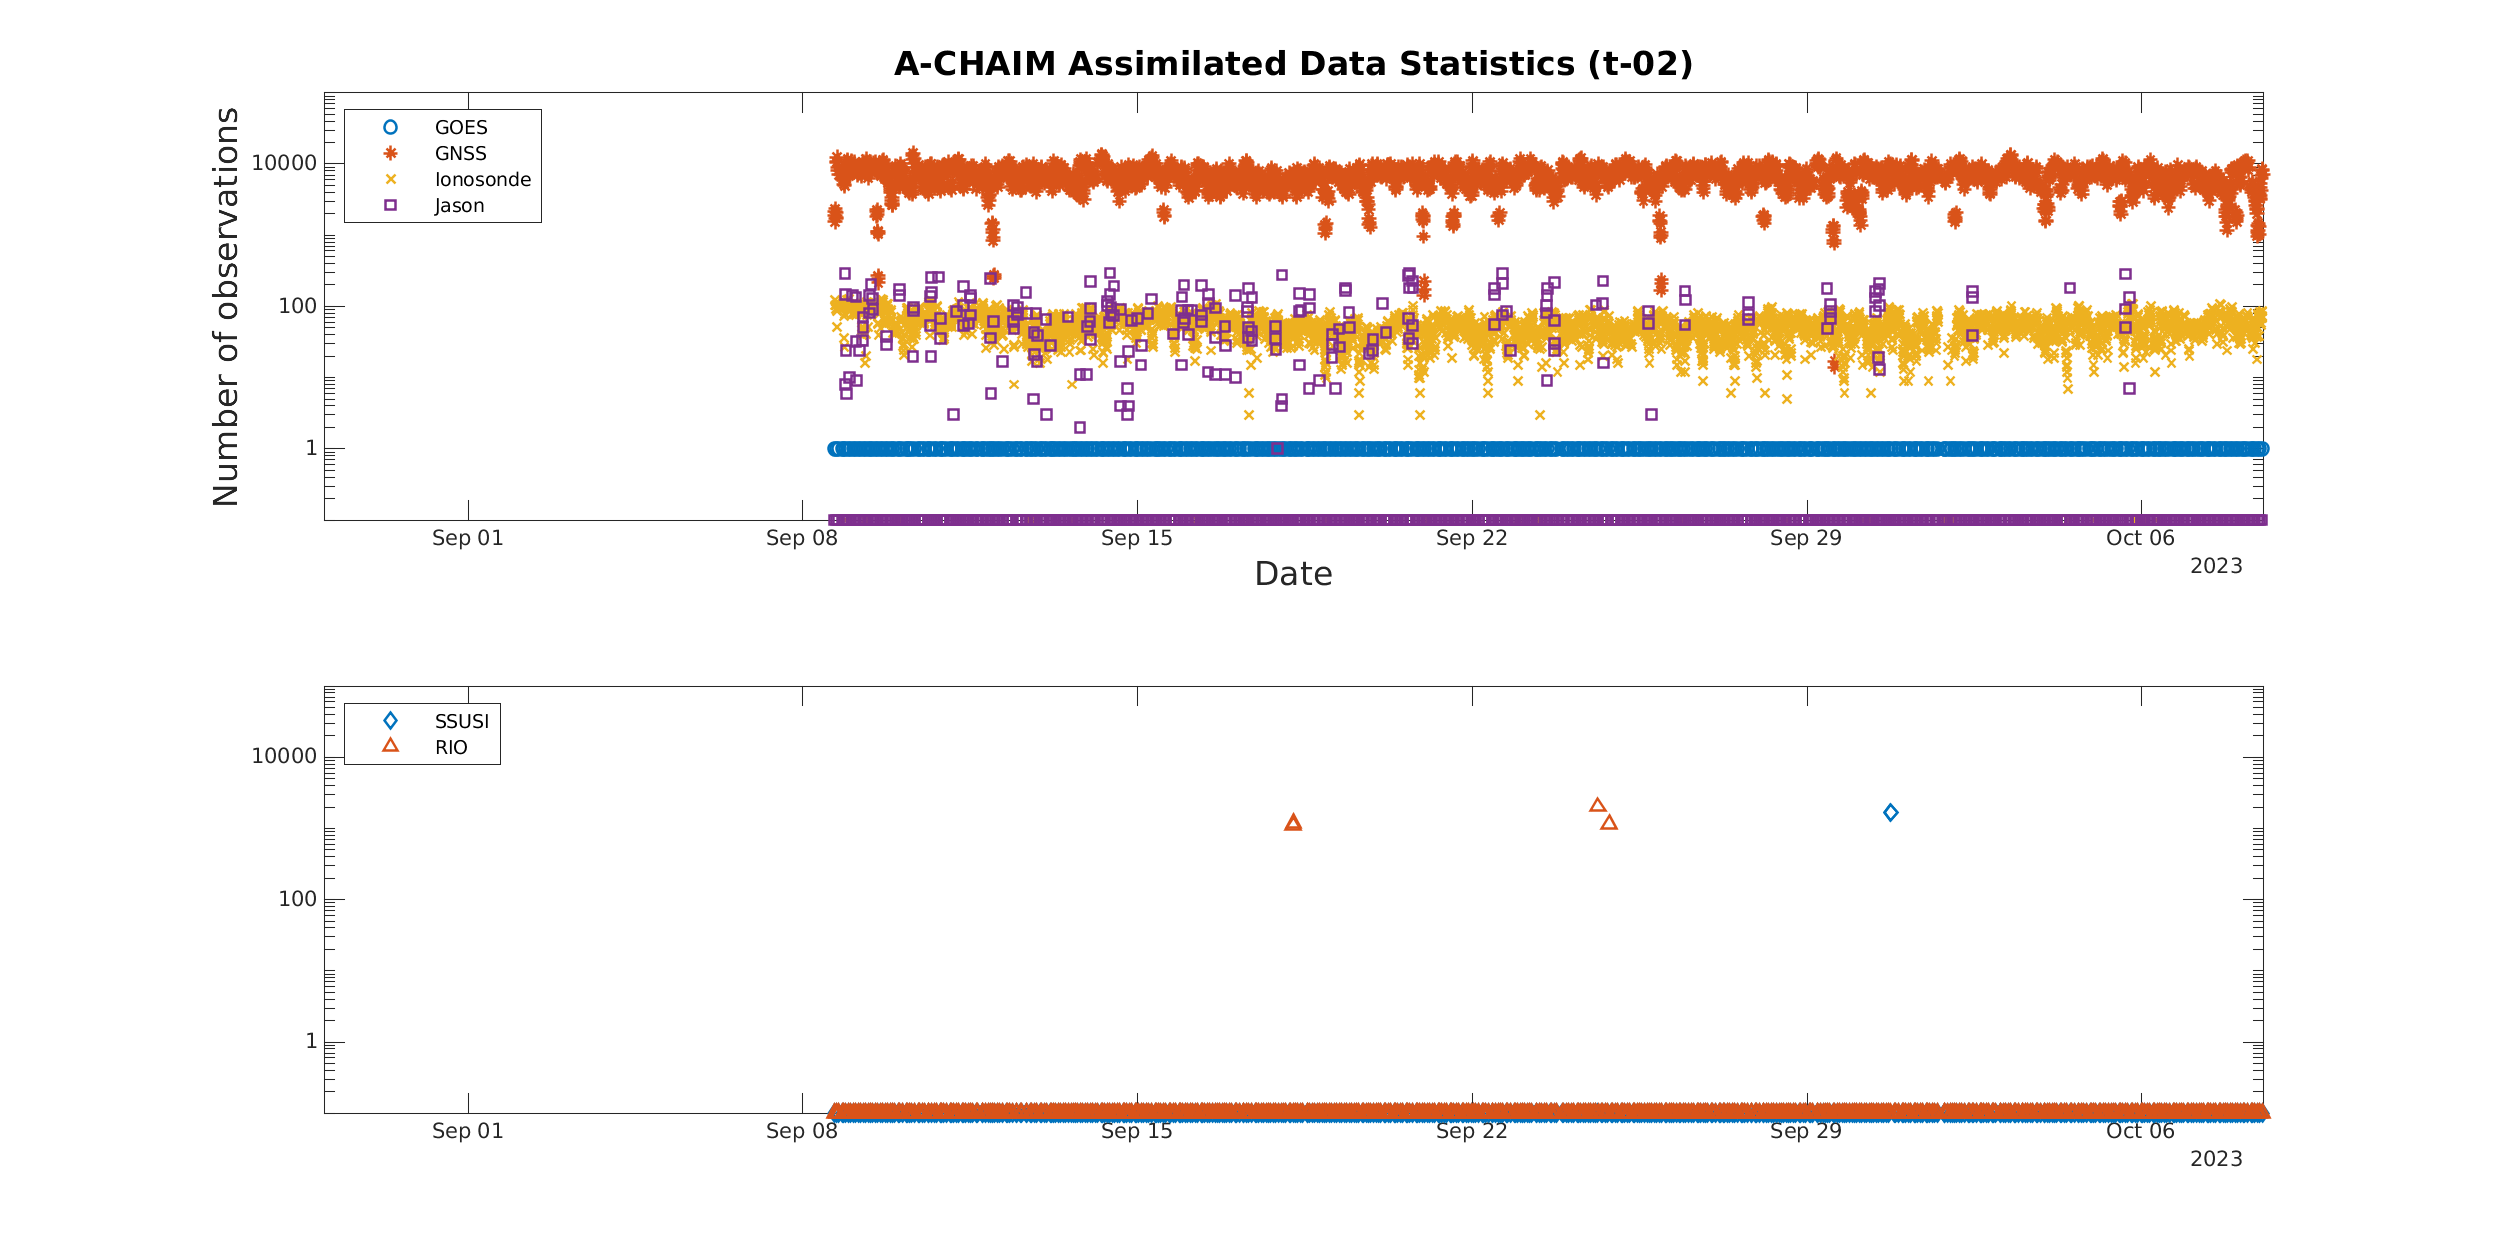 A-CHAIM Assimilated Data Statistics (t-02)
Number of observations
10000
100
1
GOES
GNSS
Ionosonde
Jason
Sep 01
Sep 08
Sep 15
Sep 22
Sep 29
Oct 06
2023
Date
10000
100
1
SSUSI
RIO
Sep 01
Sep 08
Sep 15
Sep 22
Sep 29
Oct 06
2023